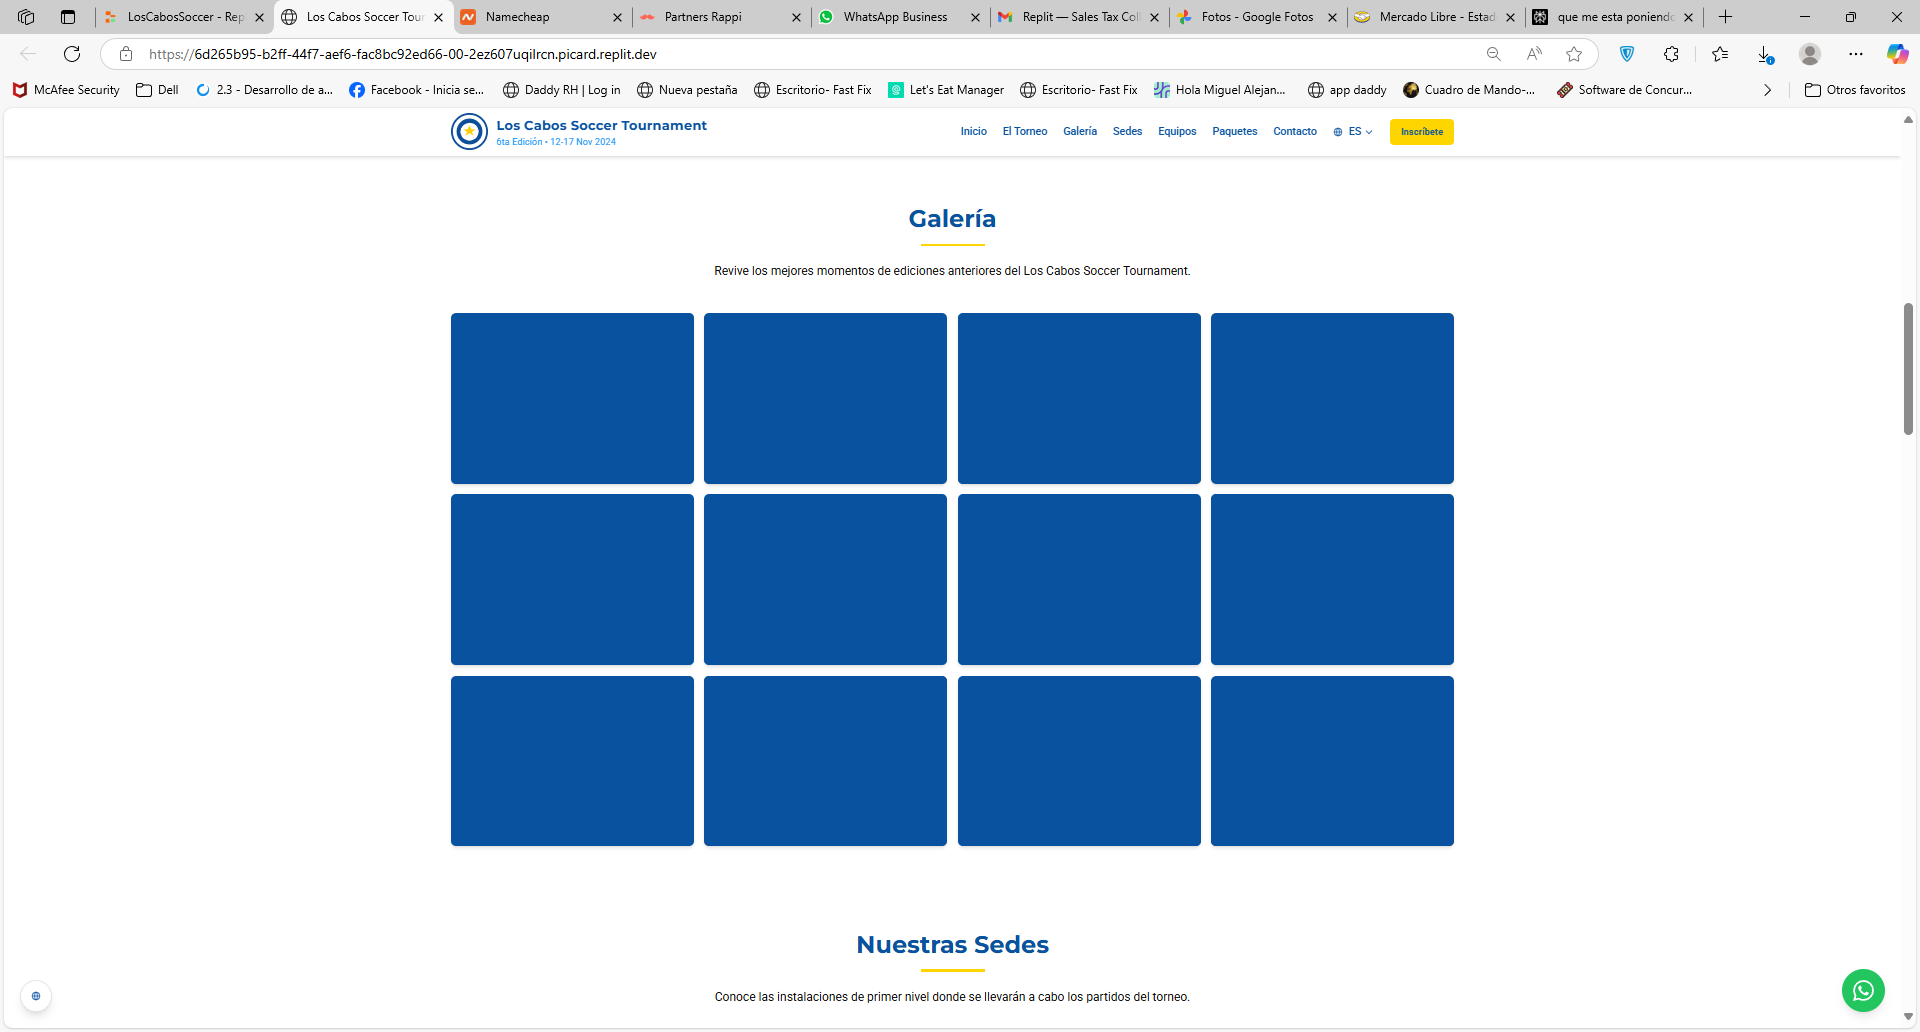 LosCabosSoccer - Rep
Los Cabos Soccer Tour
Namecheap
Partners Rappi
WhatsApp Business
Replit — Sales Tax Coll
Fotos - Google Fotos
Mercado Libre - Estad
que me esta poniendo
https://6d265b95-b2ff-44f7-aef6-fac8bc92ed66-00-2ez607uqilrcn.picard.replit.dev
McAfee Security
Dell
2.3 - Desarrollo de a...
Facebook - Inicia se...
Daddy RH | Log in
Nueva pestaña
Escritorio- Fast Fix
Let's Eat Manager
Escritorio- Fast Fix
Hola Miguel Alejan...
app daddy
Cuadro de Mando-...
Software de Concur...
Otros favoritos
Los Cabos Soccer Tournament
6ta Edición • 12-17 Nov 2024
Inicio
El Torneo
Galería
Sedes
Equipos
Paquetes
Contacto
ES
Inscríbete
Galería
Revive los mejores momentos de ediciones anteriores del Los Cabos Soccer Tournament.
Nuestras Sedes
Conoce las instalaciones de primer nivel donde se llevarán a cabo los partidos del torneo.